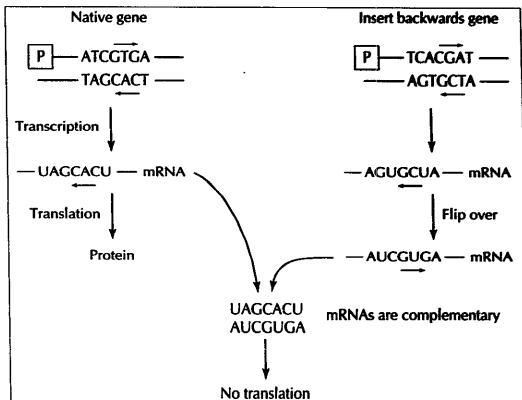 Native gene
P ATCGTGA
TAGCACT
Transcription
UAGCACU mRNA
Translation
Protein
Insert backwards gene
P TCACGAT
AGTGCTA
AGUGCUA mRNA
Flip over
AUCGUGA mRNA
UAGCACU
AUCGUGA
mRNAs are complementary
No translation